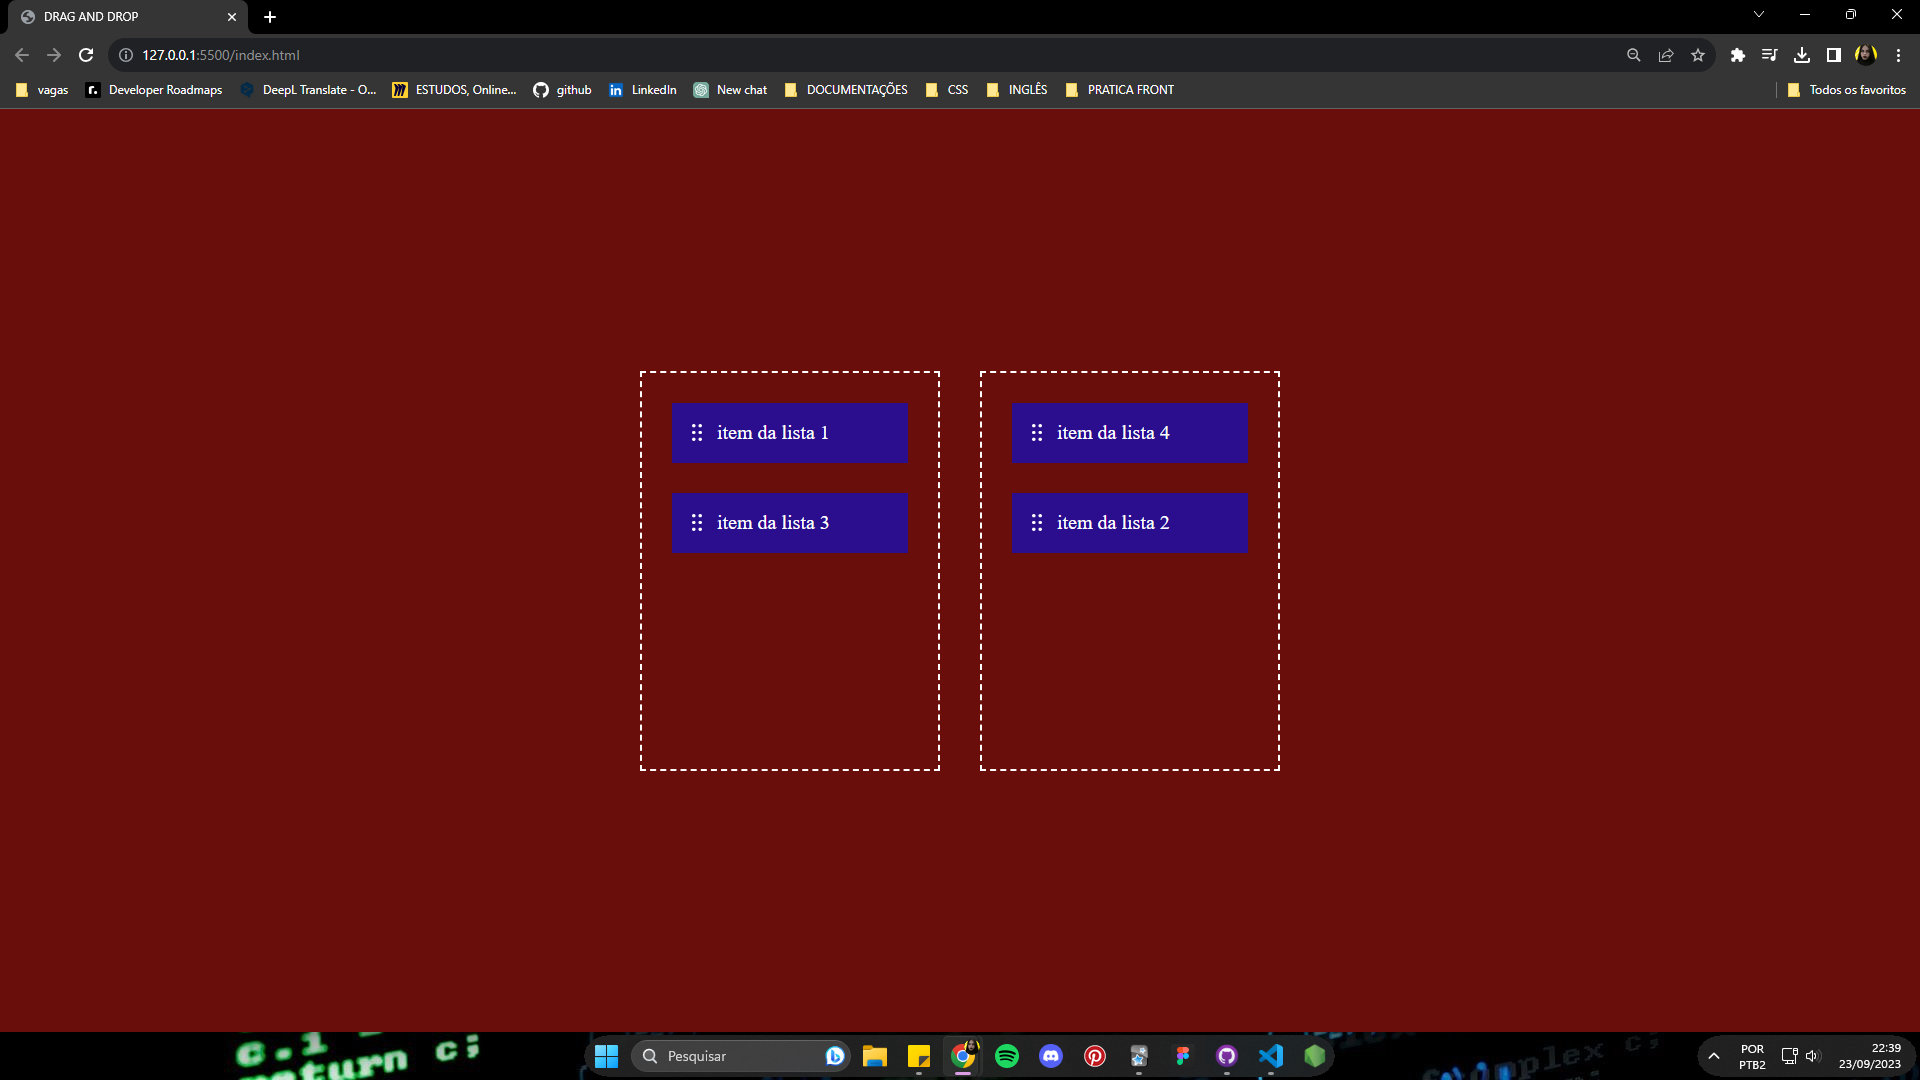 DRAG AND DROP
127.0.0.1:5500/index.html
vagas
Developer Roadmaps
DeepL Translate - O...
ESTUDOS, Online...
github
LinkedIn
New chat
DOCUMENTAÇÕES
CSS
INGLÊS
PRATICA FRONT
Todos os favoritos
item da lista 1
item da lista 4
item da lista 3
item da lista 2
return c;
Pesquisar
POR
PTB2
22:39
23/09/2023